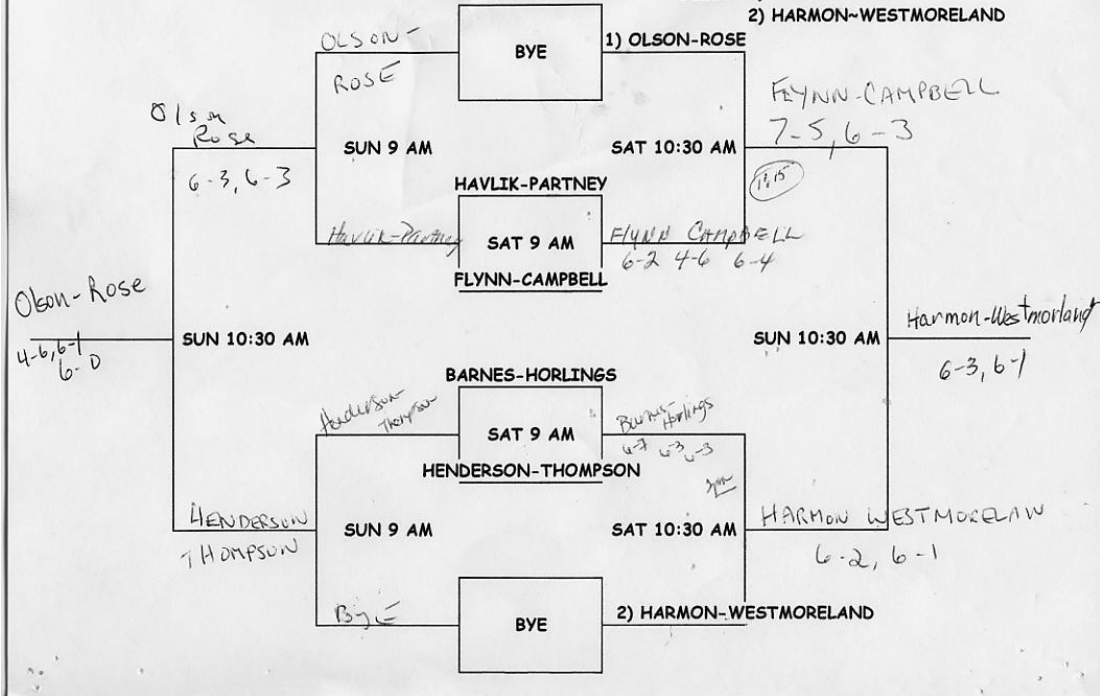 2) HARMON~WESTMORELAND
OLSON-
ROSE
BYE
1) OLSON-ROSE
FLYNN-CAMPBELL
7-5, 6-3
Olson
Rose
6-3, 6-3
SUN 9 AM
SAT 10:30 AM
11:15
HAVLIK-PARTNEY
Havlik-Partney
SAT 9 AM
FLYNN CAMPBELL
6-2 4-6 6-4
FLYNN-CAMPBELL
Olson-Rose
4-6, 6-1
6-0
SUN 10:30 AM
SUN 10:30 AM
Harmon-Westmorland
6-3, 6-1
BARNES-HORLINGS
Henderson-
Thompson
SAT 9 AM
Barnes-
Horlings
6-7 6-3 6-3
HENDERSON-THOMPSON
HENDERSON
THOMPSON
SUN 9 AM
SAT 10:30 AM
HARMON WESTMORELAN
6-2, 6-1
BYE
BYE
2) HARMON-WESTMORELAND